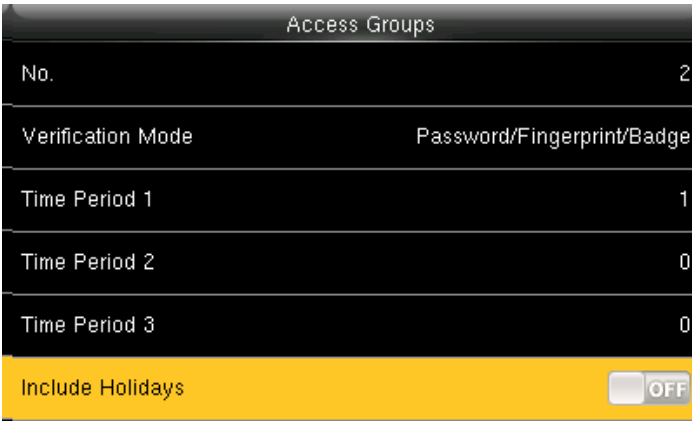 Access Groups
No. 2
Verification Mode Password/Fingerprint/Badge
Time Period 1 1
Time Period 2 0
Time Period 3 0
Include Holidays OFF